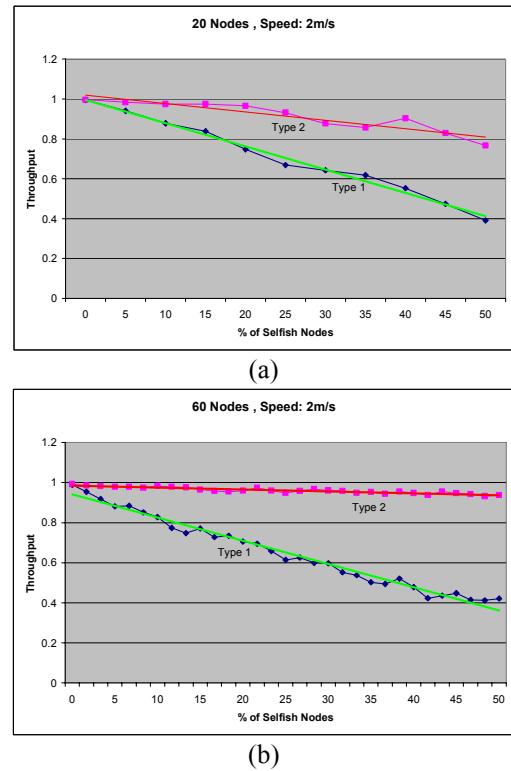 20 Nodes , Speed: 2m/s
1.2
1
0.8
0.6
0.4
0.2
0
Throughput
Type 2
Type 1
0 5 10 15 20 25 30 35 40 45 50
% of Selfish Nodes
(a)
60 Nodes , Speed: 2m/s
1.2
1
0.8
0.6
0.4
0.2
0
Throughput
Type 2
Type 1
0 5 10 15 20 25 30 35 40 45 50
% of Selfish Nodes
(b)